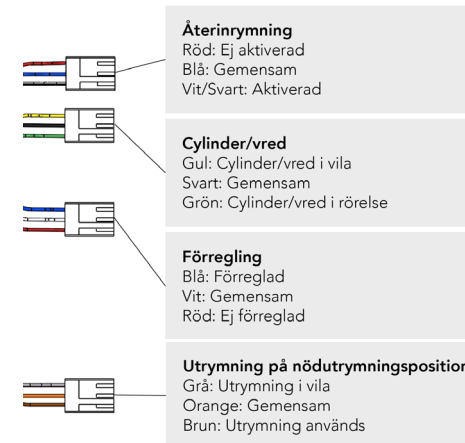 Återinrymning
Röd: Ej aktiverad
Blå: Gemensam
Vit/Svart: Aktiverad
Cylinder/vred
Gul: Cylinder/vred i vila
Svart: Gemensam
Grön: Cylinder/vred i rörelse
Förregling
Blå: Förreglad
Vit: Gemensam
Röd: Ej förreglad
Utrymning på nödutrymningsposition
Grå: Utrymning i vila
Orange: Gemensam
Brun: Utrymning används